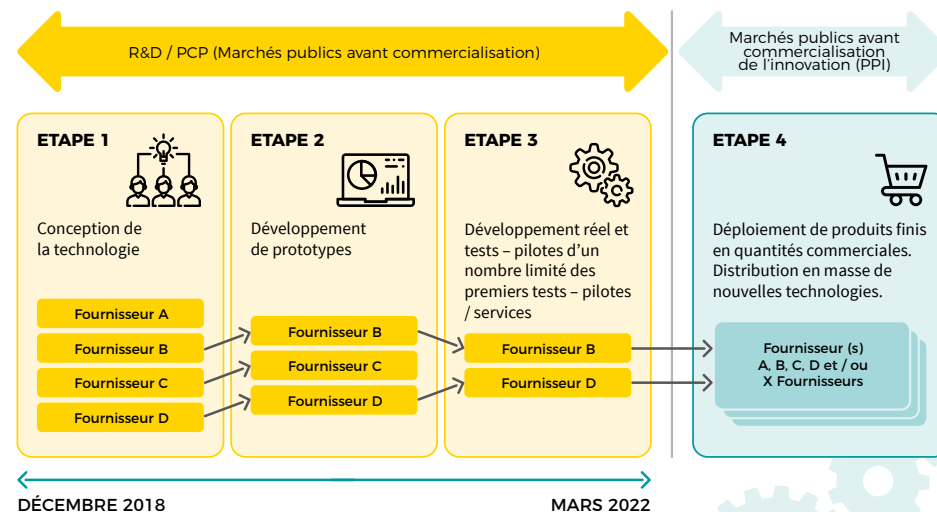 R&D / PCP (Marchés publics avant commercialisation)
Marchés publics avant
commercialisation
de l'innovation (PPI)
ETAPE 1
Conception de
la technologie
Fournisseur A
Fournisseur B
Fournisseur C
Fournisseur D
ETAPE 2
Développement
de prototypes
Fournisseur B
Fournisseur C
Fournisseur D
ETAPE 3
Développement réel et
tests – pilotes d'un
nombre limité des
premiers tests – pilotes
/ services
Fournisseur B
Fournisseur D
ETAPE 4
Déploiement de produits finis
en quantités commerciales.
Distribution en masse de
nouvelles technologies.
Fournisseur (s)
A, B, C, D et / ou
X Fournisseurs
DÉCEMBRE 2018
MARS 2022